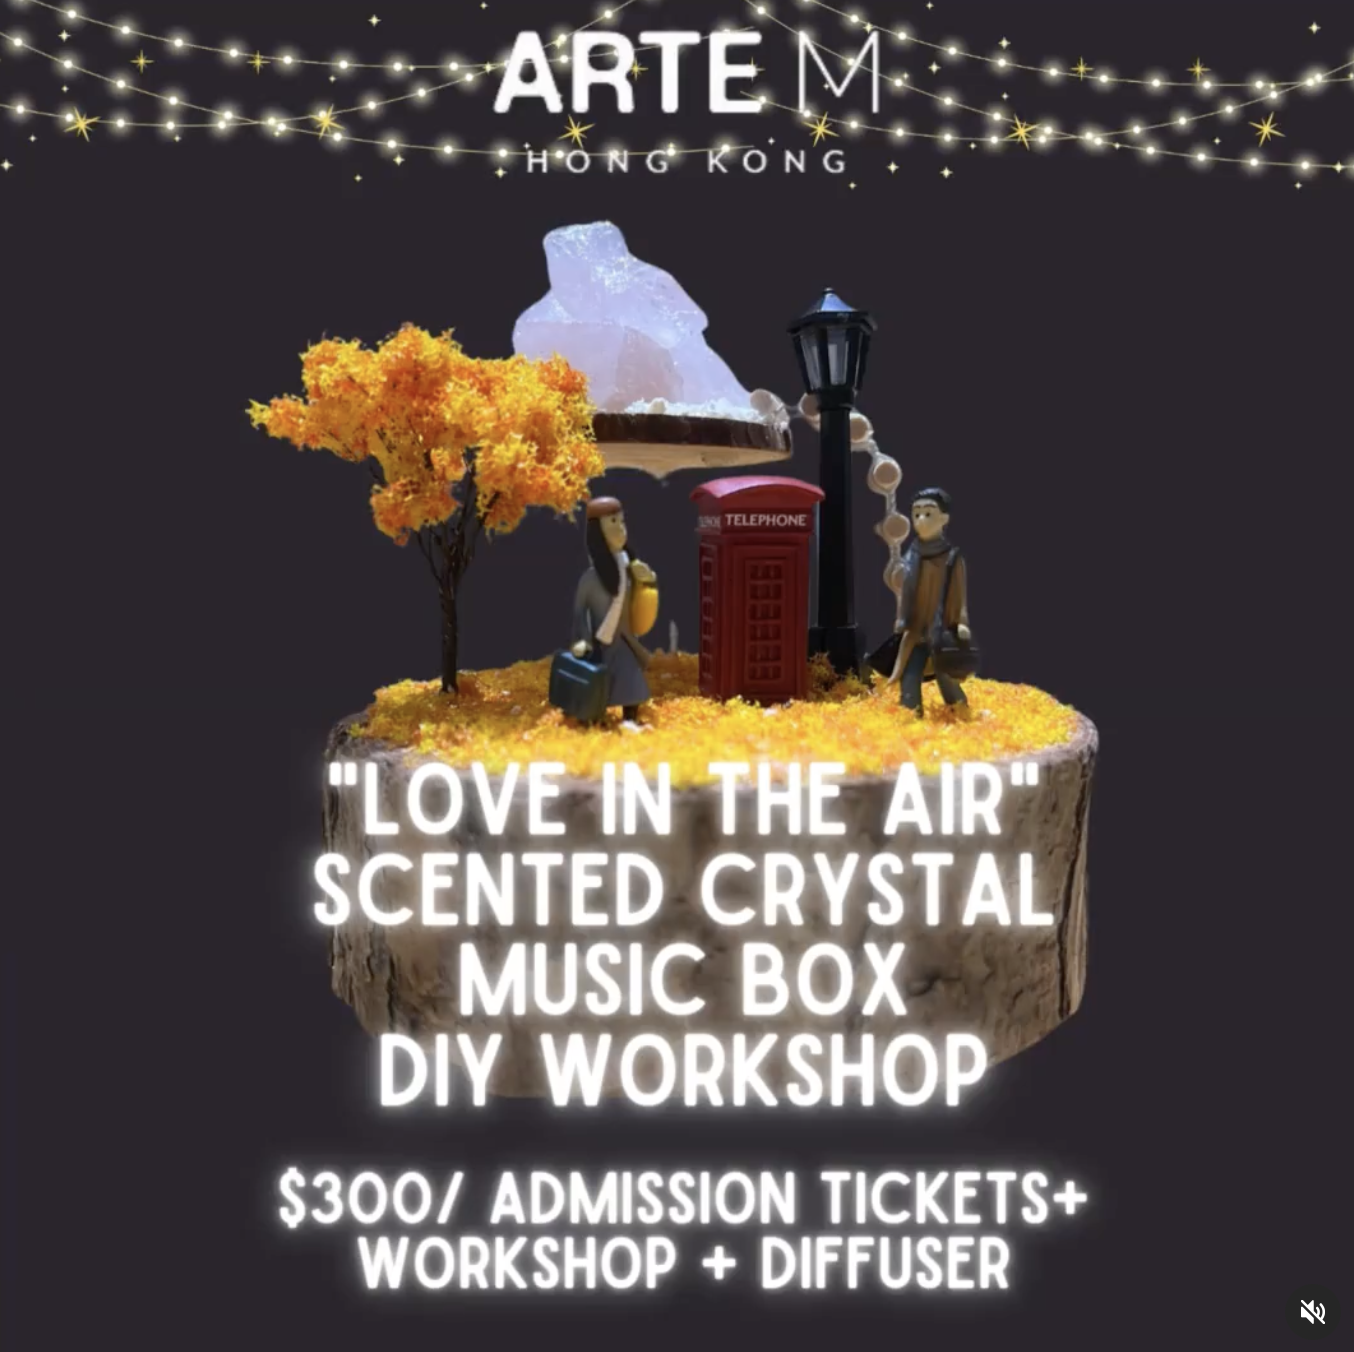 ARTE M
HONG KONG
TELEPHONE
"LOVE IN THE AIR"
SCENTED CRYSTAL
MUSIC BOX
DIY WORKSHOP
$300/ ADMISSION TICKETS+
WORKSHOP + DIFFUSER